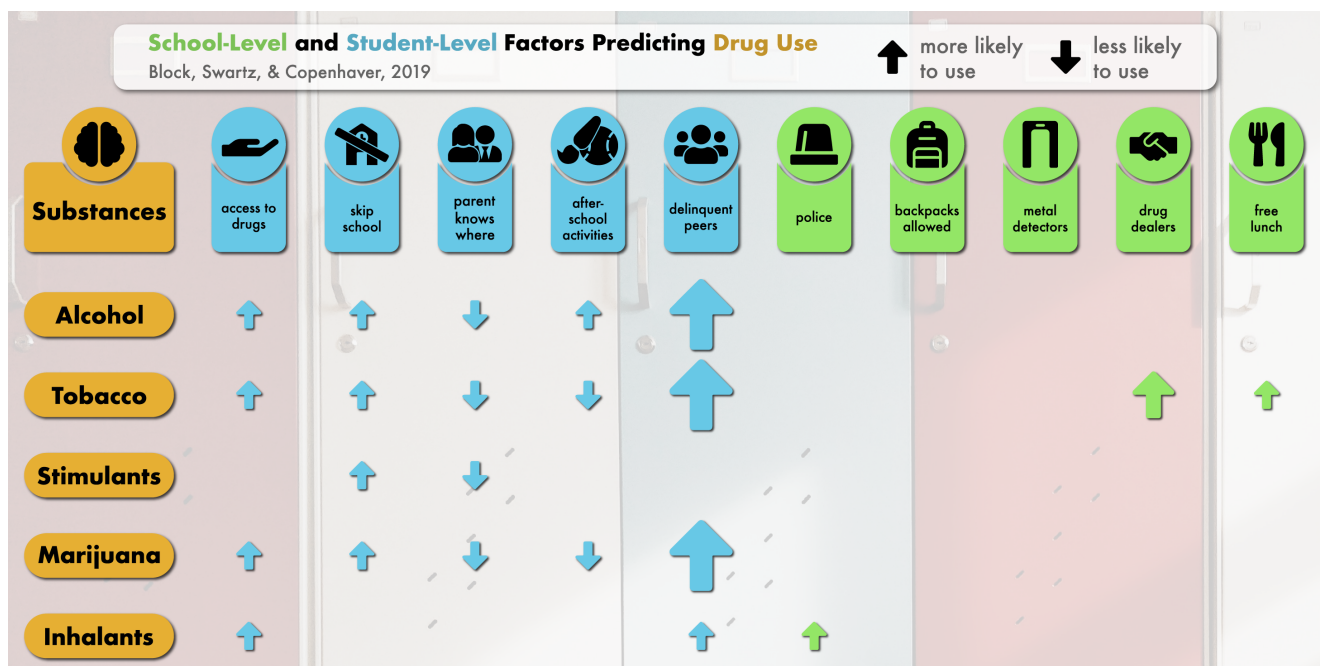 School-Level and Student-Level Factors Predicting Drug Use
Block, Swartz, & Copenhaver, 2019
more likely
to use
less likely
to use
Substances
access to
drugs
skip
school
parent
knows
where
after-
school
activities
delinquent
peers
police
backpacks
allowed
metal
detectors
drug
dealers
free
lunch
Alcohol
Tobacco
Stimulants
Marijuana
Inhalants